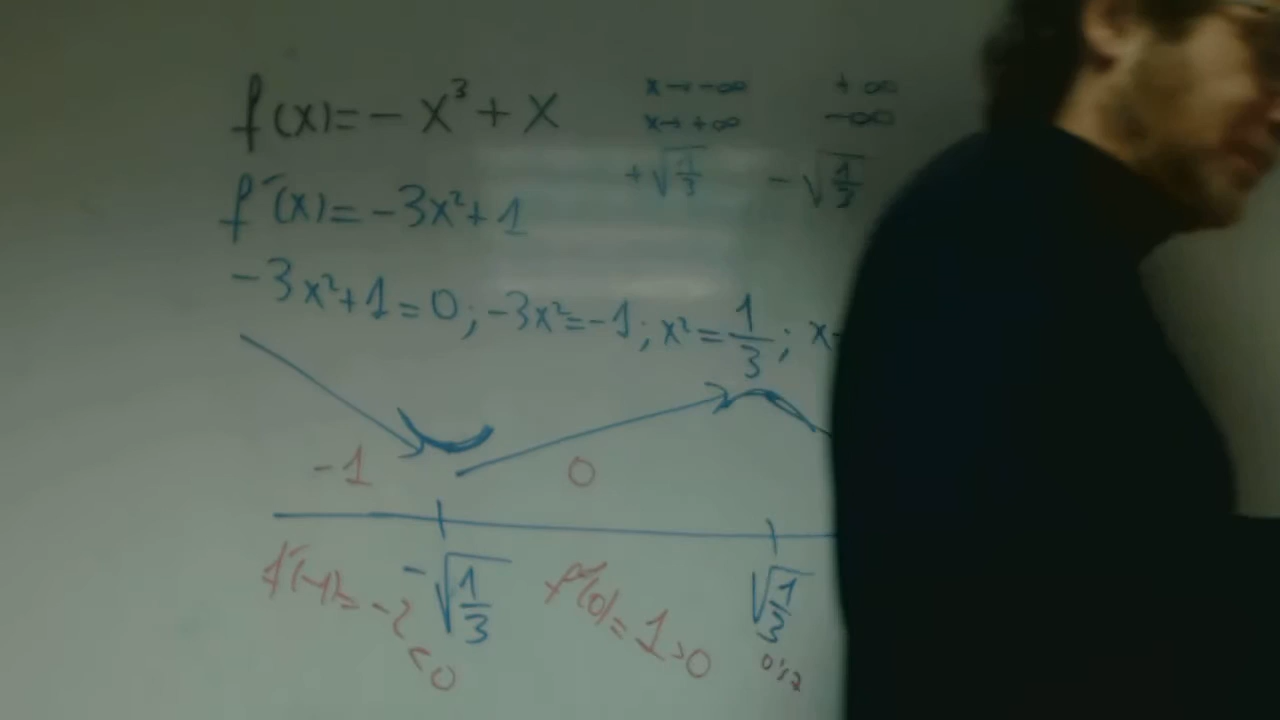 f(x)=-x³+x
x→-∞ +∞
x→+∞ -∞
+√1/3 -√1/3
f'(x)=-3x²+1
-3x²+1=0; -3x²=-1; x²=1/3; x
-1 0
-√1/3 √1/3
f'(-1)=-2<0 f'(0)=1>0